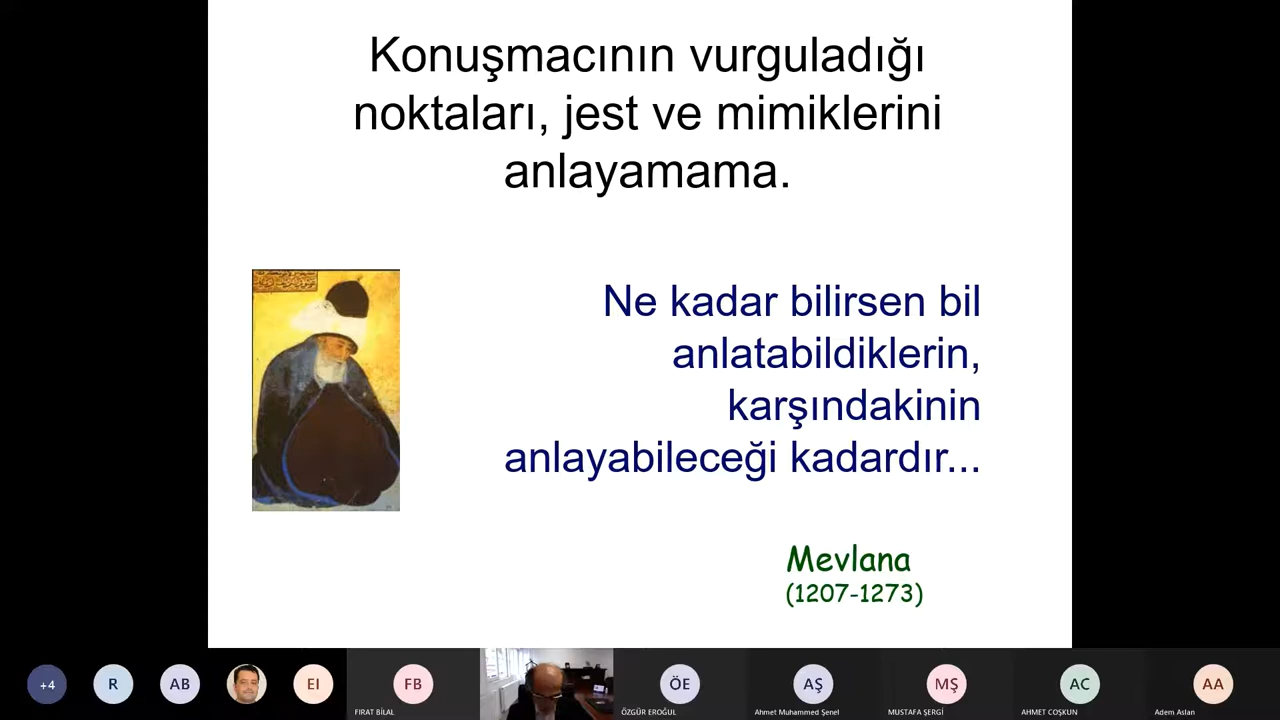 Konuşmacının vurguladığı
noktaları, jest ve mimiklerini
anlayamama.
Ne kadar bilirsen bil
anlatabildiklerin,
karşındakinin
anlayabileceği kadardır...
Mevlana
(1207-1273)
+4
R
AB
EI
FB
FIRAT BİLAL
ÖE
ÖZGÜR EROĞUL
AŞ
Ahmet Muhammed Şenel
MŞ
MUSTAFA ŞERGİ
AC
AHMET COŞKUN
AA
Adem Aslan